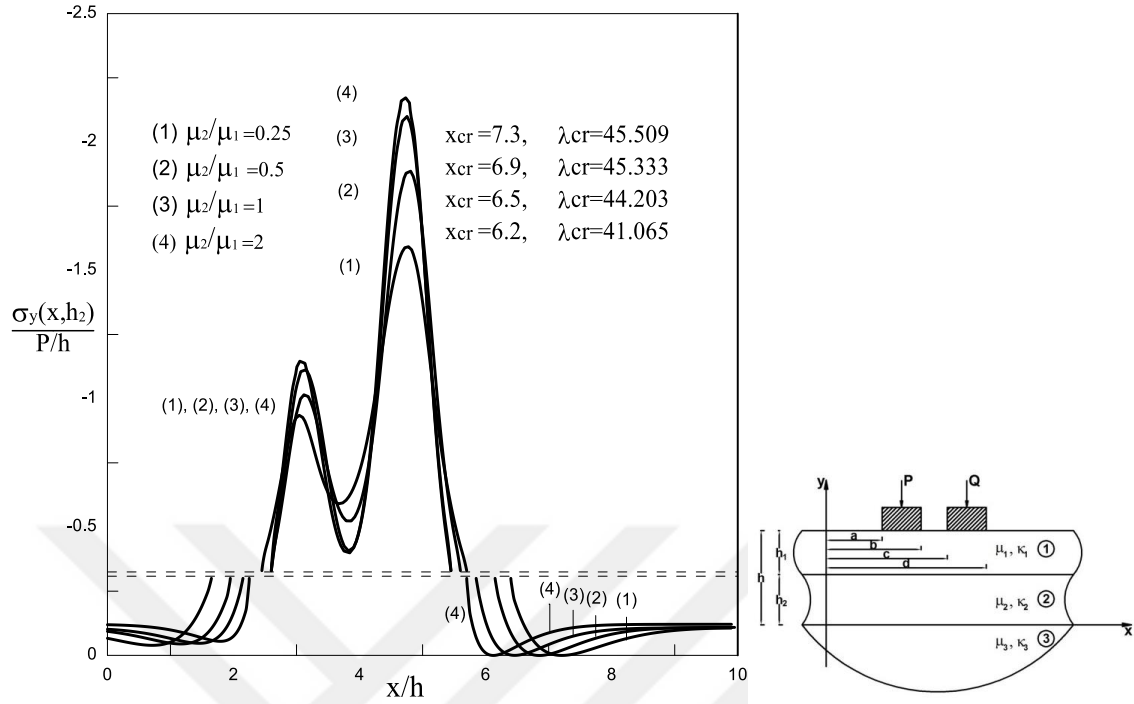 -2.5
-2
-1.5
-1
-0.5
0
σy(x,h2)
P/h
(1) μ2/μ1=0.25
(2) μ2/μ1=0.5
(3) μ2/μ1=1
(4) μ2/μ1=2
(4)
(3)
(2)
(1)
xcr=7.3, λcr=45.509
xcr=6.9, λcr=45.333
xcr=6.5, λcr=44.203
xcr=6.2, λcr=41.065
(1), (2), (3), (4)
(4)
(4) (3) (2) (1)
0 2 4 6 8 10
x/h
y P Q
a
b
c
d
h
h1
h2
μ1, κ1 1
μ2, κ2 2
μ3, κ3 3
x